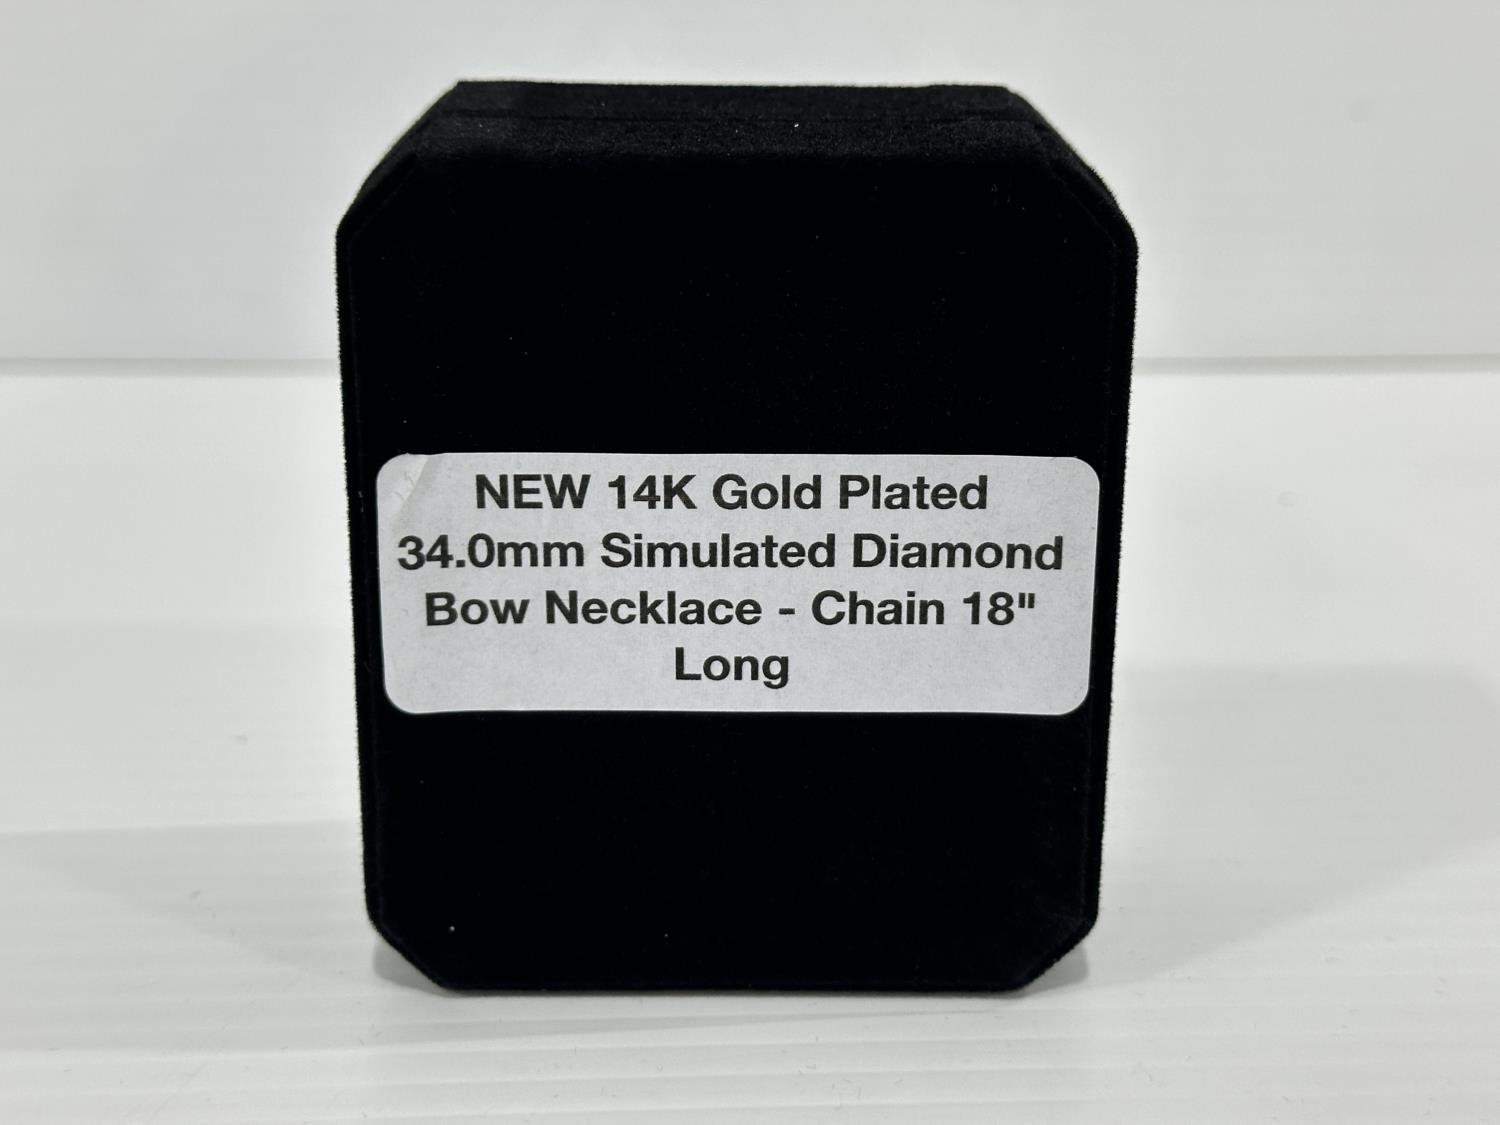 NEW 14K Gold Plated
34.0mm Simulated Diamond
Bow Necklace - Chain 18"
Long